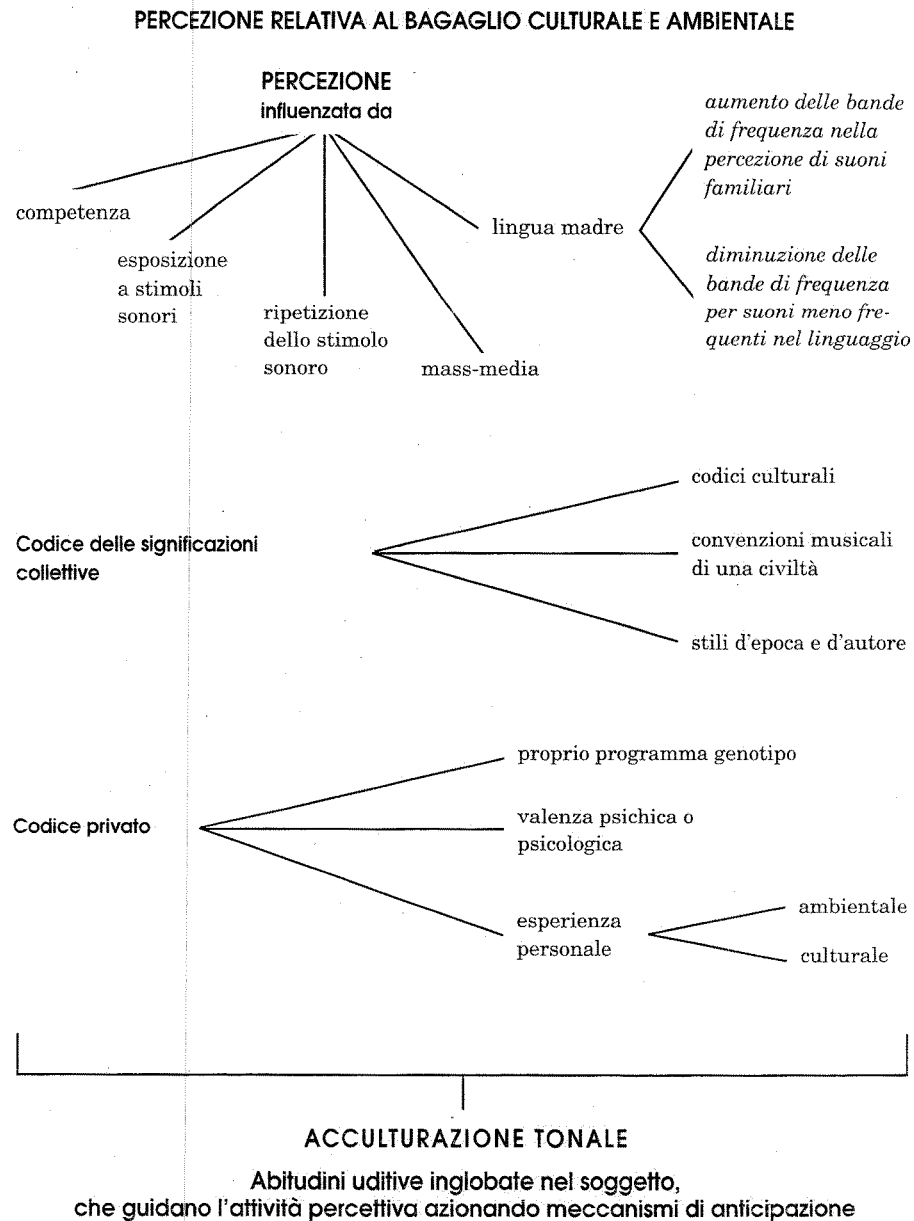 PERCEZIONE RELATIVA AL BAGAGLIO CULTURALE E AMBIENTALE
PERCEZIONE
influenzata da
competenza
esposizione
a stimoli
sonori
ripetizione
dello stimolo
sonoro
mass-media
lingua madre
aumento delle bande
di frequenza nella
percezione di suoni
familiari
diminuzione delle
bande di frequenza
per suoni meno fre-
quenti nel linguaggio
Codice delle significazioni
collettive
codici culturali
convenzioni musicali
di una civiltà
stili d'epoca e d'autore
Codice privato
proprio programma genotipo
valenza psichica o
psicologica
esperienza
personale
ambientale
culturale
ACCULTURAZIONE TONALE
Abitudini uditive inglobate nel soggetto,
che guidano l'attività percettiva azionando meccanismi di anticipazione